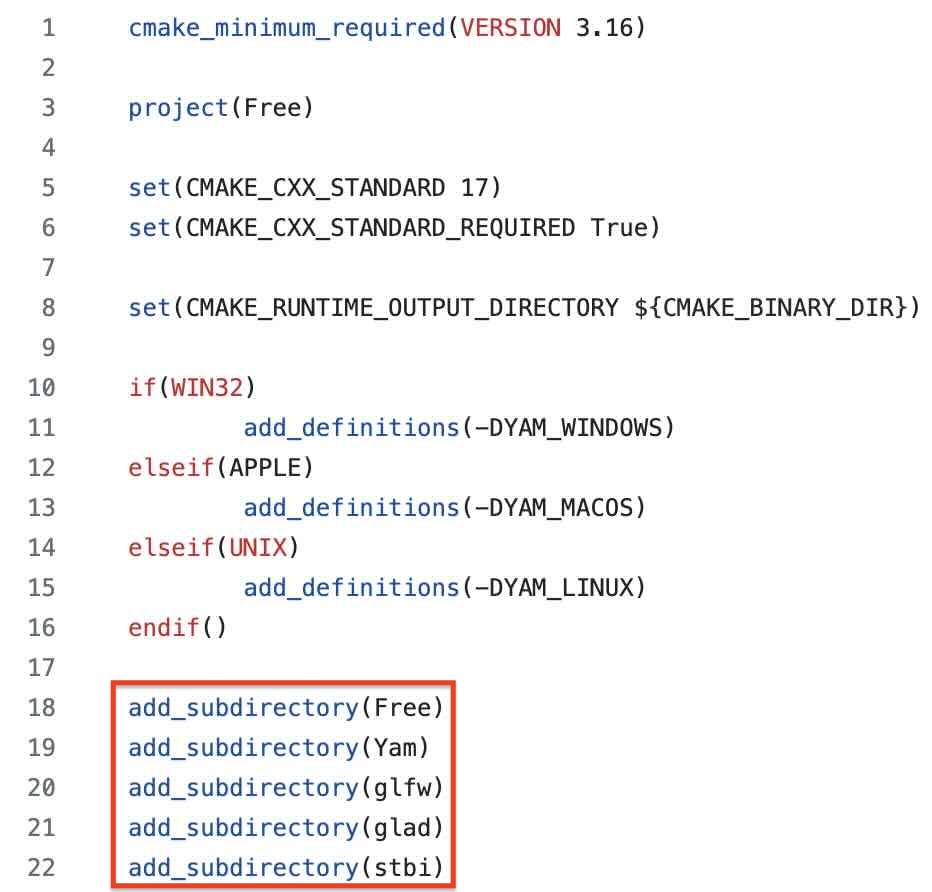 1 cmake_minimum_required(VERSION 3.16)
2
3 project(Free)
4
5 set(CMAKE_CXX_STANDARD 17)
6 set(CMAKE_CXX_STANDARD_REQUIRED True)
7
8 set(CMAKE_RUNTIME_OUTPUT_DIRECTORY ${CMAKE_BINARY_DIR})
9
10 if(WIN32)
11 add_definitions(-DYAM_WINDOWS)
12 elseif(APPLE)
13 add_definitions(-DYAM_MACOS)
14 elseif(UNIX)
15 add_definitions(-DYAM_LINUX)
16 endif()
17
18 add_subdirectory(Free)
19 add_subdirectory(Yam)
20 add_subdirectory(glfw)
21 add_subdirectory(glad)
22 add_subdirectory(stbi)